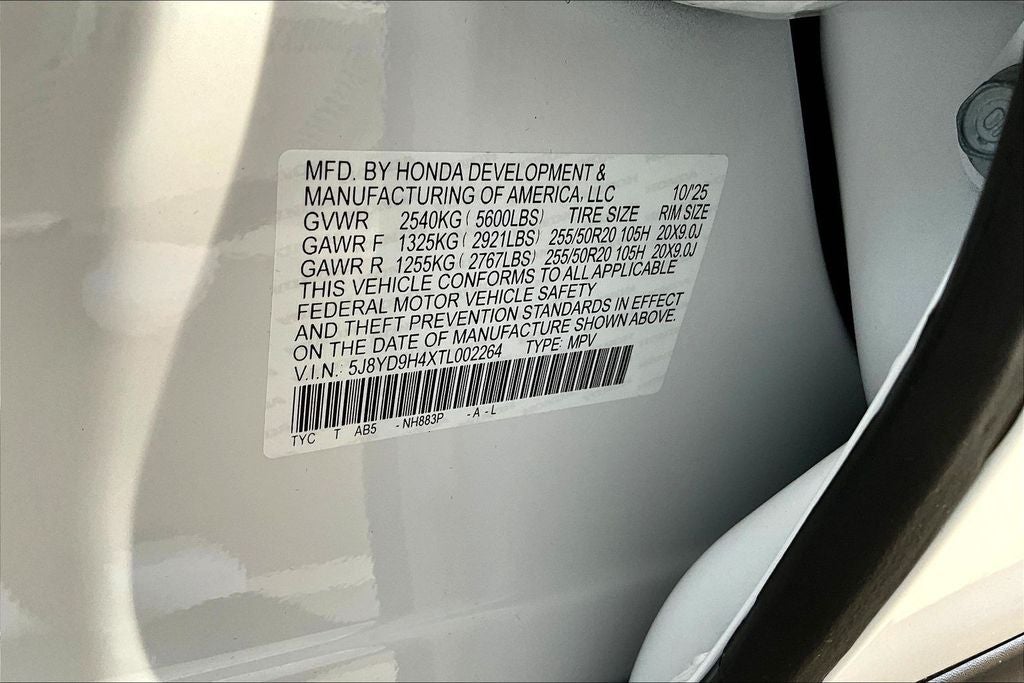 MFD. BY HONDA DEVELOPMENT &
MANUFACTURING OF AMERICA, LLC 10/25
GVWR 2540KG ( 5600LBS) TIRE SIZE RIM SIZE
GAWR F 1325KG ( 2921LBS) 255/50R20 105H 20X9.0J
GAWR R 1255KG ( 2767LBS) 255/50R20 105H 20X9.0J
THIS VEHICLE CONFORMS TO ALL APPLICABLE
FEDERAL MOTOR VEHICLE SAFETY
AND THEFT PREVENTION STANDARDS IN EFFECT
ON THE DATE OF MANUFACTURE SHOWN ABOVE.
V.I.N.: 5J8YD9H4XTL002264 TYPE: MPV
TYC T AB5 - NH883P - A - L